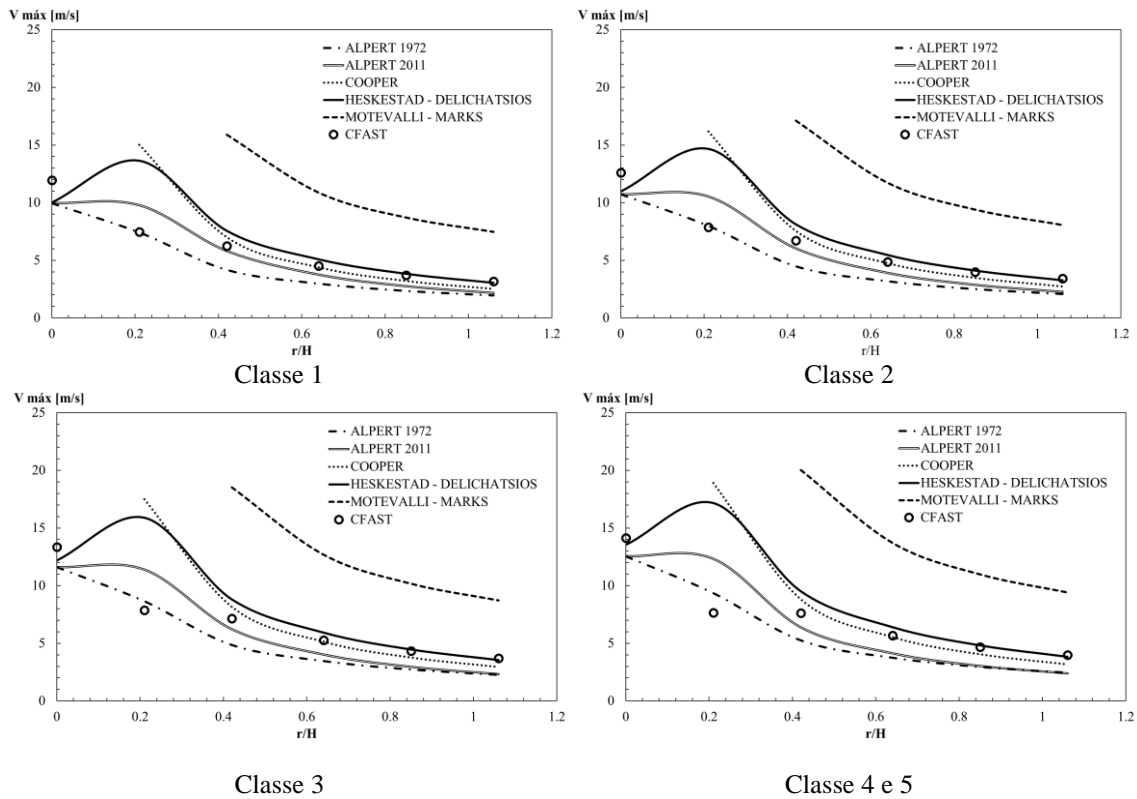 V máx [m/s]
25
20
15
10
5
0
0
0.2
0.4
0.6
0.8
1
1.2
r/H
ALPERT 1972
ALPERT 2011
COOPER
HESKESTAD - DELICHATSIOS
MOTEVALLI - MARKS
CFAST
Classe 1
V máx [m/s]
25
20
15
10
5
0
0
0.2
0.4
0.6
0.8
1
1.2
r/H
ALPERT 1972
ALPERT 2011
COOPER
HESKESTAD - DELICHATSIOS
MOTEVALLI - MARKS
CFAST
Classe 2
V máx [m/s]
25
20
15
10
5
0
0
0.2
0.4
0.6
0.8
1
1.2
r/H
ALPERT 1972
ALPERT 2011
COOPER
HESKESTAD - DELICHATSIOS
MOTEVALLI - MARKS
CFAST
Classe 3
V máx [m/s]
25
20
15
10
5
0
0
0.2
0.4
0.6
0.8
1
1.2
r/H
ALPERT 1972
ALPERT 2011
COOPER
HESKESTAD - DELICHATSIOS
MOTEVALLI - MARKS
CFAST
Classe 4 e 5